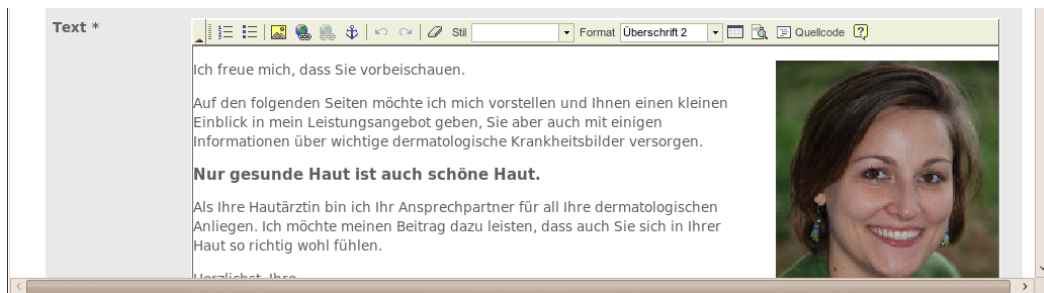 Text *
Stil Format Überschrift 2 Quellcode
Ich freue mich, dass Sie vorbeischauen.
Auf den folgenden Seiten möchte ich mich vorstellen und Ihnen einen kleinen
Einblick in mein Leistungsangebot geben, Sie aber auch mit einigen
Informationen über wichtige dermatologische Krankheitsbilder versorgen.
Nur gesunde Haut ist auch schöne Haut.
Als Ihre Hautärztin bin ich Ihr Ansprechpartner für all Ihre dermatologischen
Anliegen. Ich möchte meinen Beitrag dazu leisten, dass auch Sie sich in Ihrer
Haut so richtig wohl fühlen.
Herzlichst, Ihre